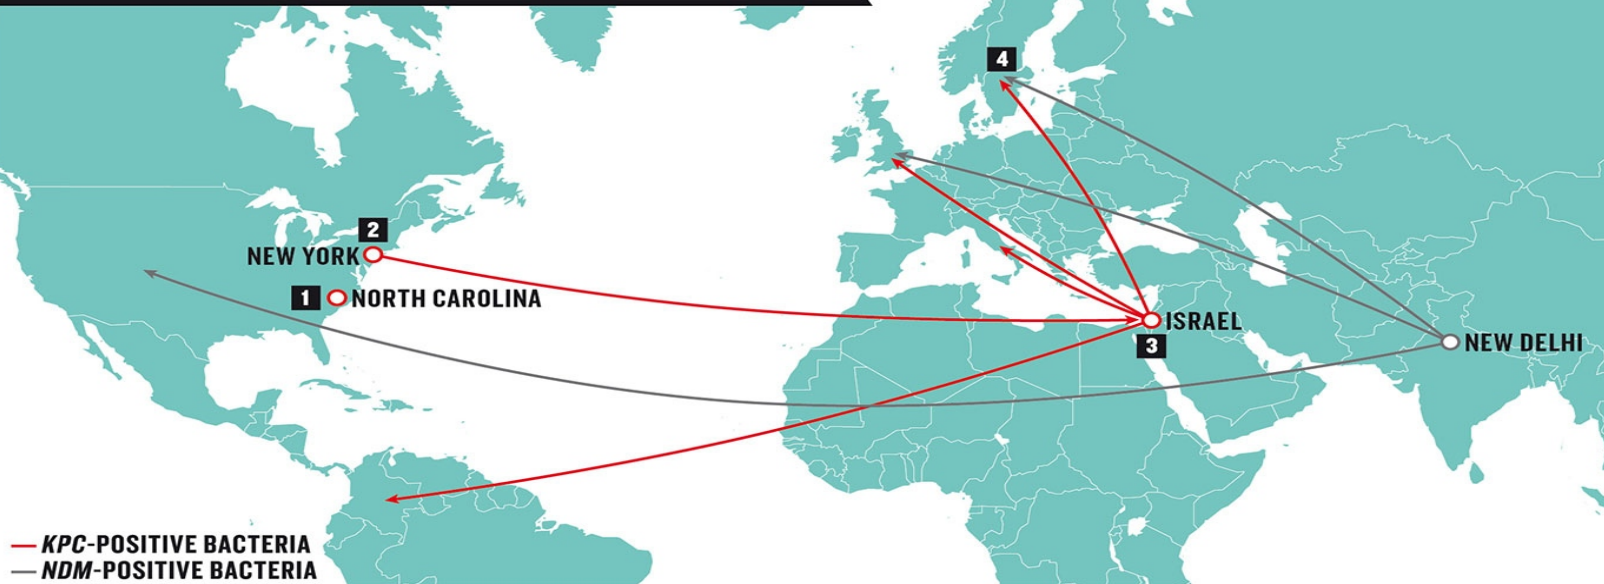 4
2
NEW YORK
1 NORTH CAROLINA
ISRAEL
3
NEW DELHI
KPC-POSITIVE BACTERIA
NDM-POSITIVE BACTERIA